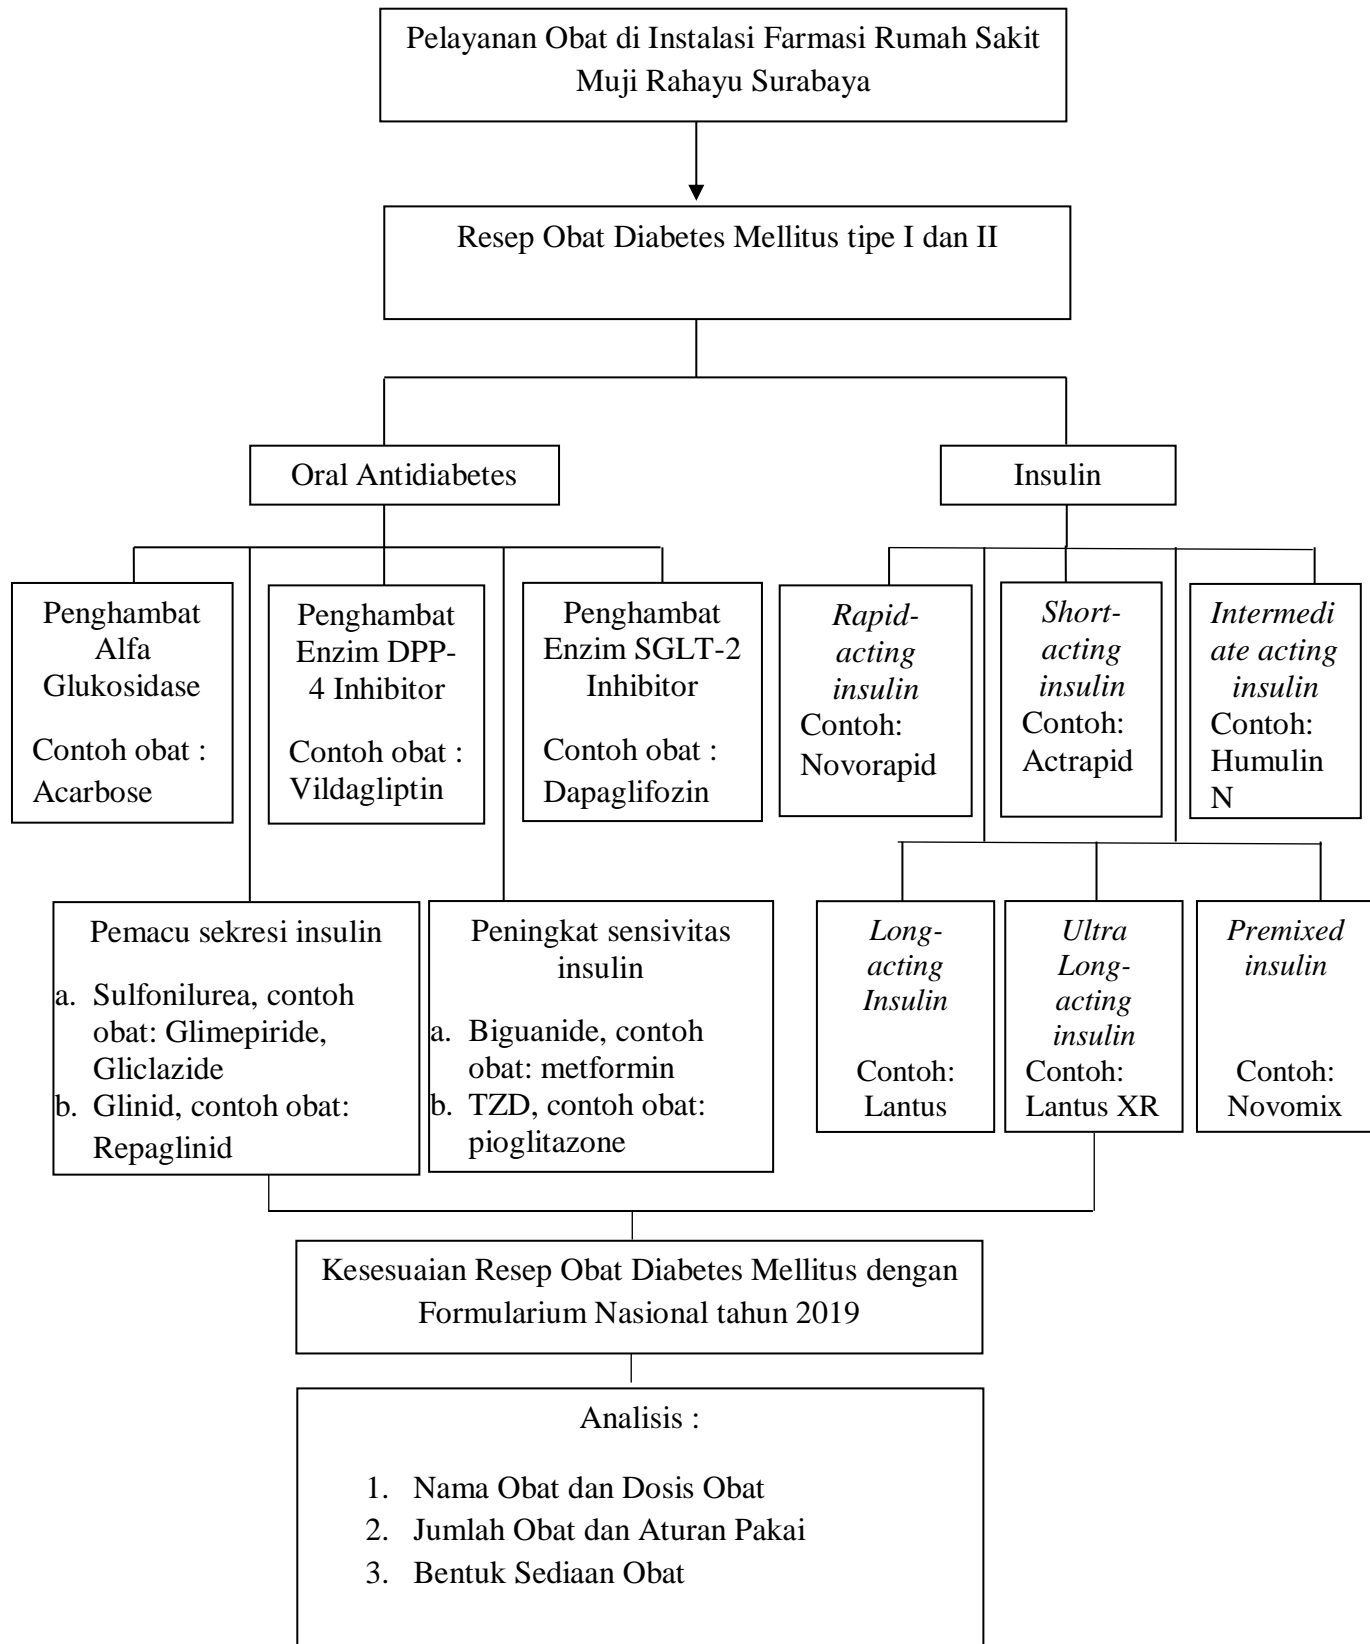 Pelayanan Obat di Instalasi Farmasi Rumah Sakit
Muji Rahayu Surabaya
Resep Obat Diabetes Mellitus tipe I dan II
Oral Antidiabetes
Insulin
Penghambat
Alfa
Glukosidase
Contoh obat :
Acarbose
Penghambat
Enzim DPP-
4 Inhibitor
Contoh obat :
Vildagliptin
Penghambat
Enzim SGLT-2
Inhibitor
Contoh obat :
Dapaglifozin
Rapid-
acting
insulin
Contoh:
Novorapid
Short-
acting
insulin
Contoh:
Actrapid
Intermedi
ate acting
insulin
Contoh:
Humulin
N
Pemacu sekresi insulin
a. Sulfonilurea, contoh
obat: Glimepiride,
Gliclazide
b. Glinid, contoh obat:
Repaglinid
Peningkat sensivitas
insulin
a. Biguanide, contoh
obat: metformin
b. TZD, contoh obat:
pioglitazone
Long-
acting
Insulin
Contoh:
Lantus
Ultra
Long-
acting
insulin
Contoh:
Lantus XR
Premixed
insulin
Contoh:
Novomix
Kesesuaian Resep Obat Diabetes Mellitus dengan
Formularium Nasional tahun 2019
Analisis :
1. Nama Obat dan Dosis Obat
2. Jumlah Obat dan Aturan Pakai
3. Bentuk Sediaan Obat